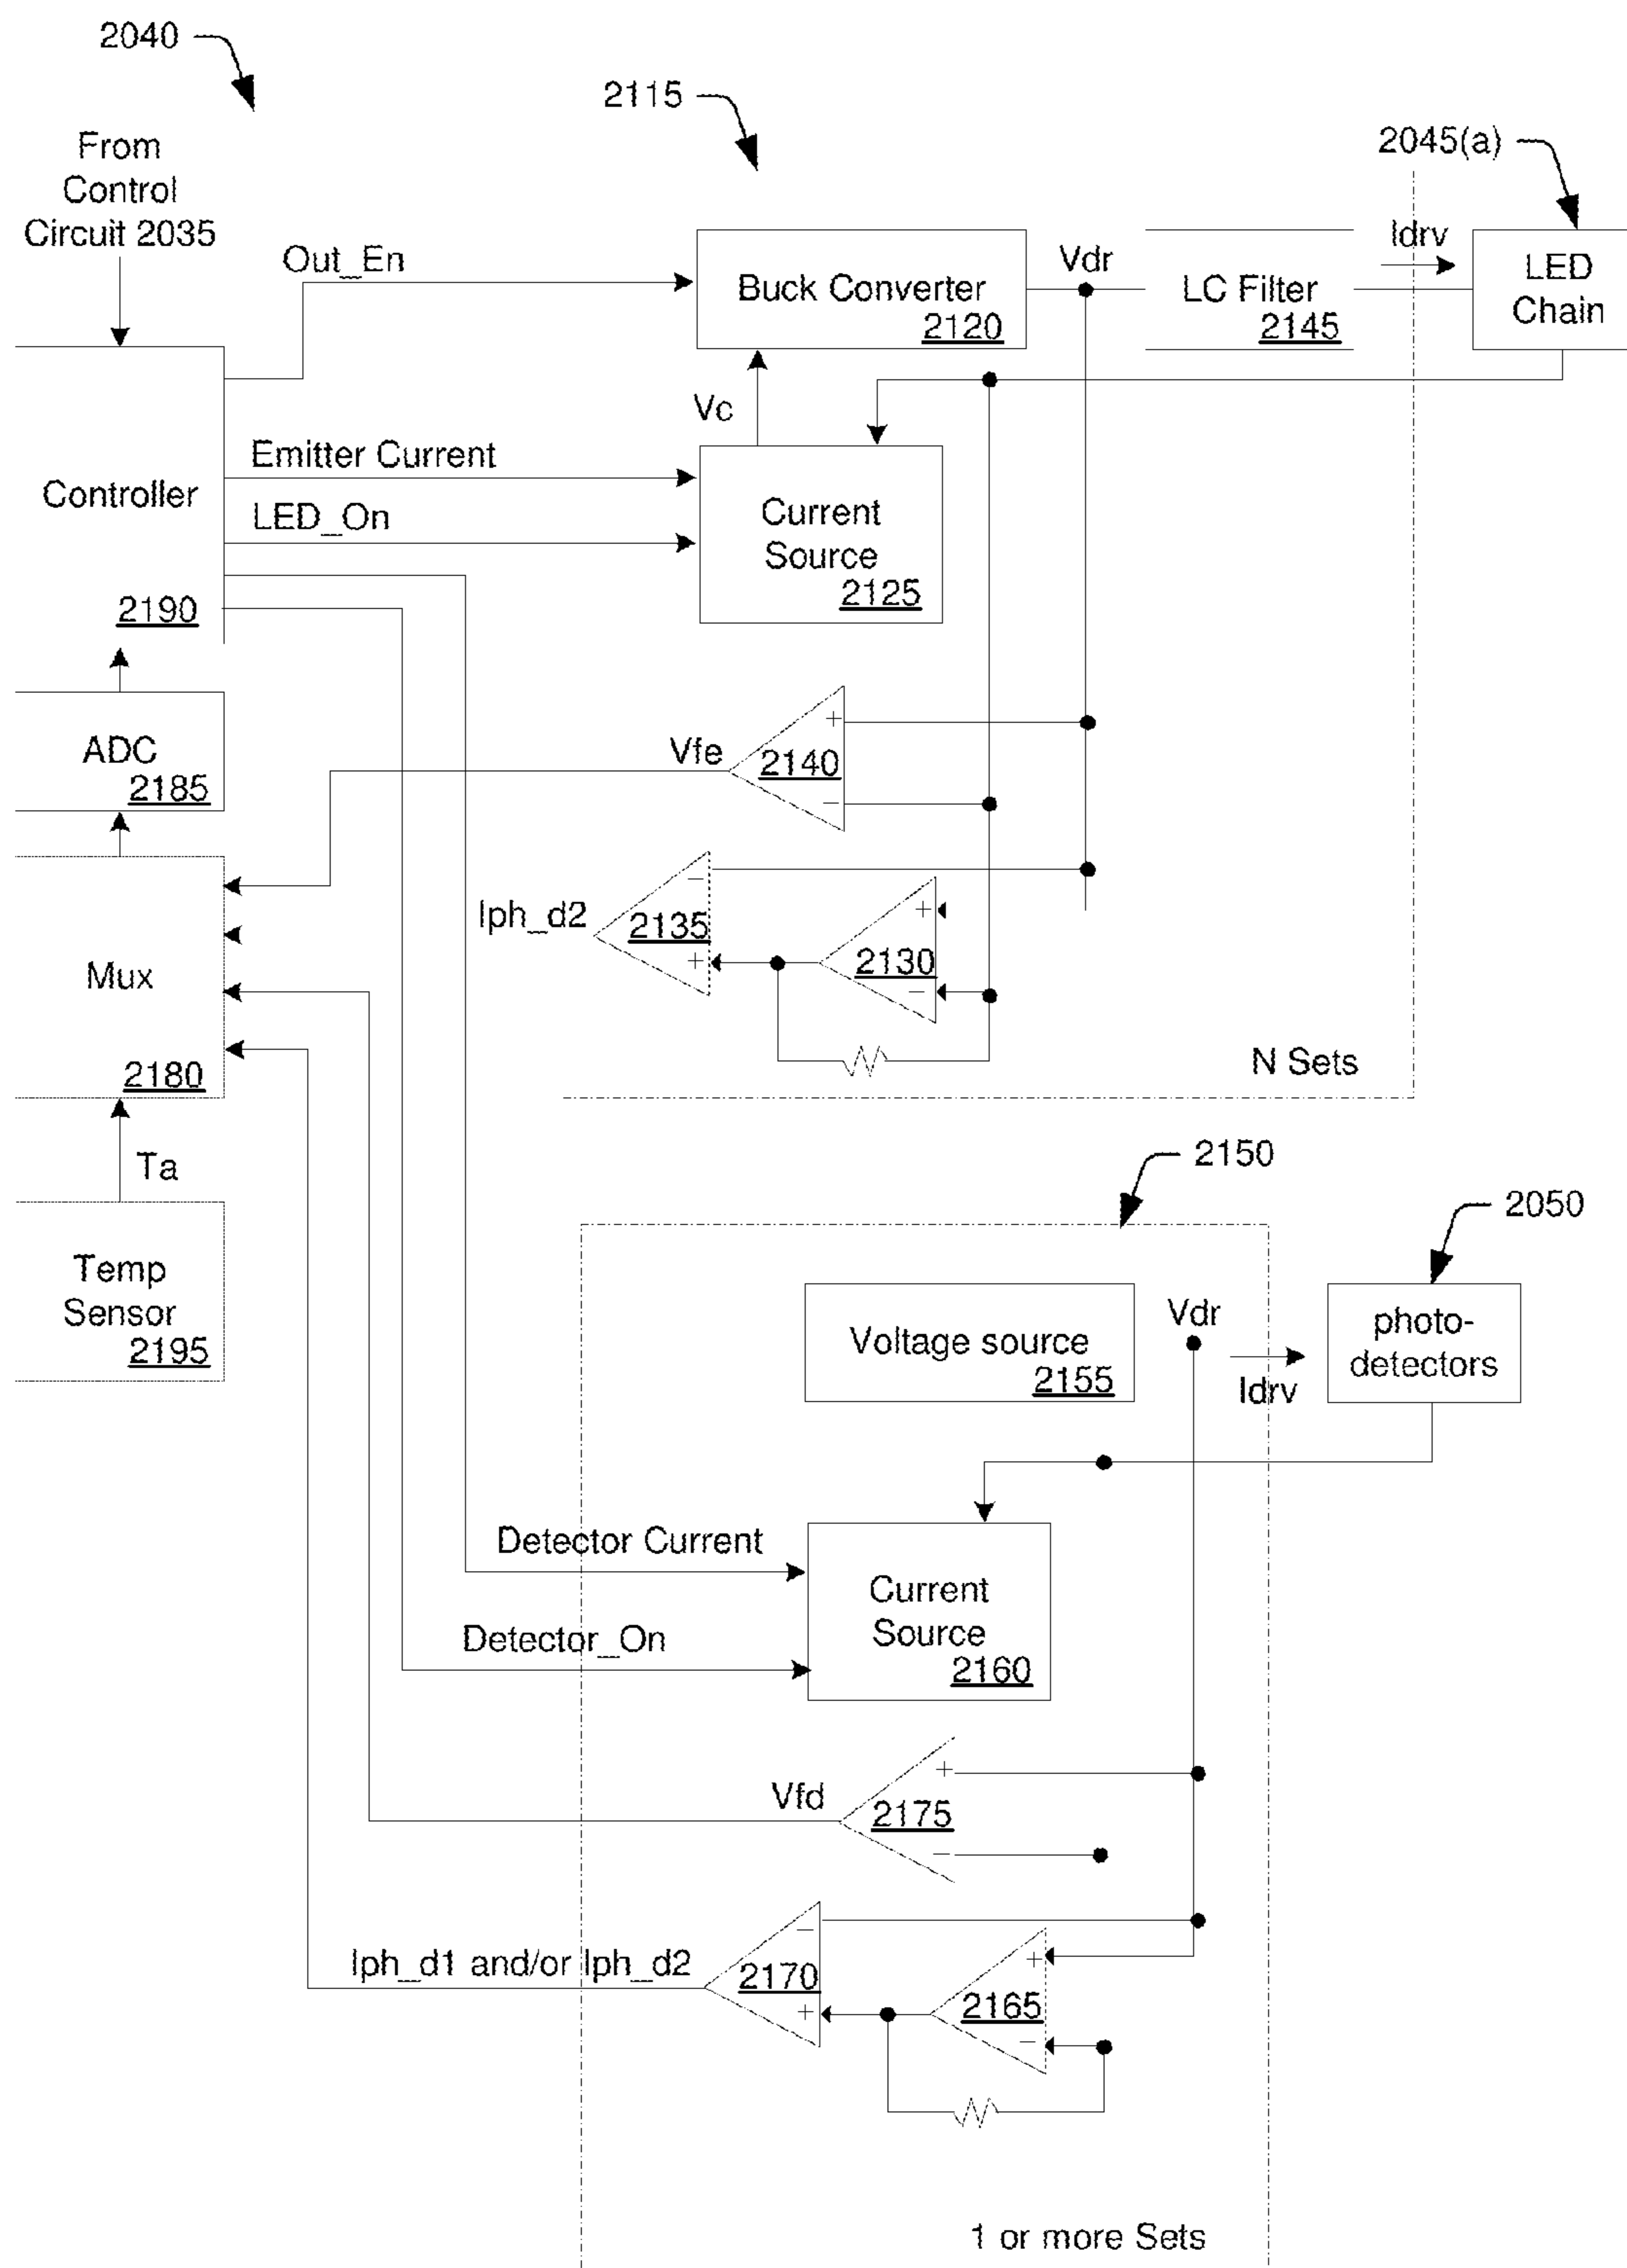 2040
2115
2045(a)
From
Control
Circuit 2035
Out_En
Buck Converter
2120
Vdr
LC Filter
2145
Idrv
LED
Chain
Vc
Emitter Current
LED_On
Controller
2190
Current
Source
2125
ADC
2185
Vfe
+
2140
−
Iph_d2
−
2135
+
+
2130
−
Mux
2180
N Sets
Ta
2150
2050
Temp
Sensor
2195
Voltage source
2155
Vdr
Idrv
photo-
detectors
Detector Current
Detector_On
Current
Source
2160
Vfd
+
2175
−
Iph_d1 and/or Iph_d2
−
2170
+
+
2165
−
1 or more Sets